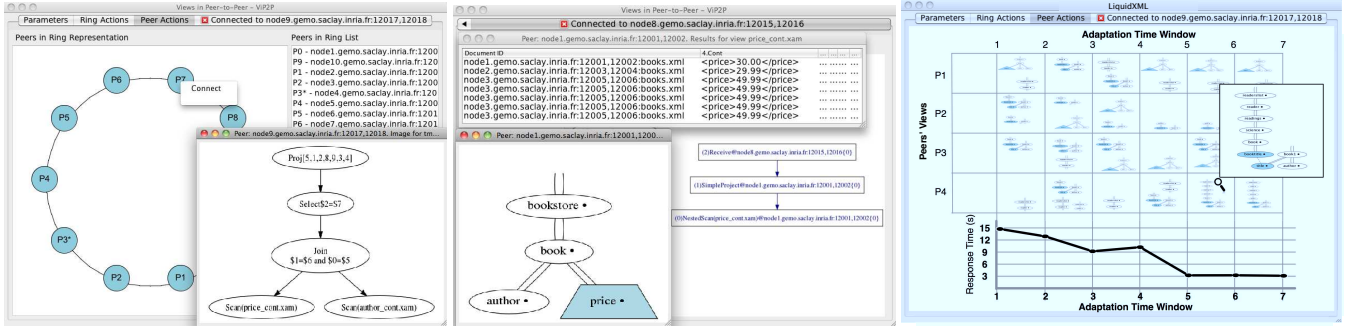 Views in Peer-to-Peer - ViP2P
Parameters Ring Actions Peer Actions Connected to node9.gemo.saclay.inria.fr:12017,12018
Peers in Ring Representation
Peers in Ring List
P0 - node1.gemo.saclay.inria.fr:1200
P9 - node10.gemo.saclay.inria.fr:120
P1 - node2.gemo.saclay.inria.fr:1200
P2 - node3.gemo.saclay.inria.fr:1200
P3* - node4.gemo.saclay.inria.fr:120
P4 - node5.gemo.saclay.inria.fr:1200
P5 - node6.gemo.saclay.inria.fr:1201
P6 - node7.gemo.saclay.inria.fr:1201
P6
P7
Connect
P5
P8
P4
P3*
P2
P1
Peer: node9.gemo.saclay.inria.fr:12017,12018. Image for tm...
Proj[5,1,2,8,9,3,4]
Select$2=$7
Join
$1=$6 and $0=$5
Scan(price_cont.xam)
Scan(author_cont.xam)
Views in Peer-to-Peer - ViP2P
Connected to node8.gemo.saclay.inria.fr:12015,12016
Peer: node1.gemo.saclay.inria.fr:12001,12002. Results for view price_cont.xam
Document ID 4.Cont ... ... ... ...
node1.gemo.saclay.inria.fr:12001,12002:books.xml <price>30.00</price>
node2.gemo.saclay.inria.fr:12003,12004:books.xml <price>29.99</price>
node3.gemo.saclay.inria.fr:12005,12006:books.xml <price>49.99</price>
node3.gemo.saclay.inria.fr:12005,12006:books.xml <price>49.99</price>
node3.gemo.saclay.inria.fr:12005,12006:books.xml <price>49.99</price>
node3.gemo.saclay.inria.fr:12005,12006:books.xml <price>49.99</price>
Peer: node1.gemo.saclay.inria.fr:12001,1200...
bookstore
book
author
price
(2)Receive@node8.gemo.saclay.inria.fr:12015,12016{0}
(1)SimpleProject@node1.gemo.saclay.inria.fr:12001,12002{0}
(0)NestedScan(price_cont.xam)@node1.gemo.saclay.inria.fr:12001,12002{0}
LiquidXML
Parameters Ring Actions Peer Actions Connected to node9.gemo.saclay.inria.fr:12017,12018
Adaptation Time Window
1 2 3 4 5 6 7
Peers' Views
P1
P2
P3
P4
Response Time (s)
15
12
9
6
3
1 2 3 4 5 6 7
Adaptation Time Window